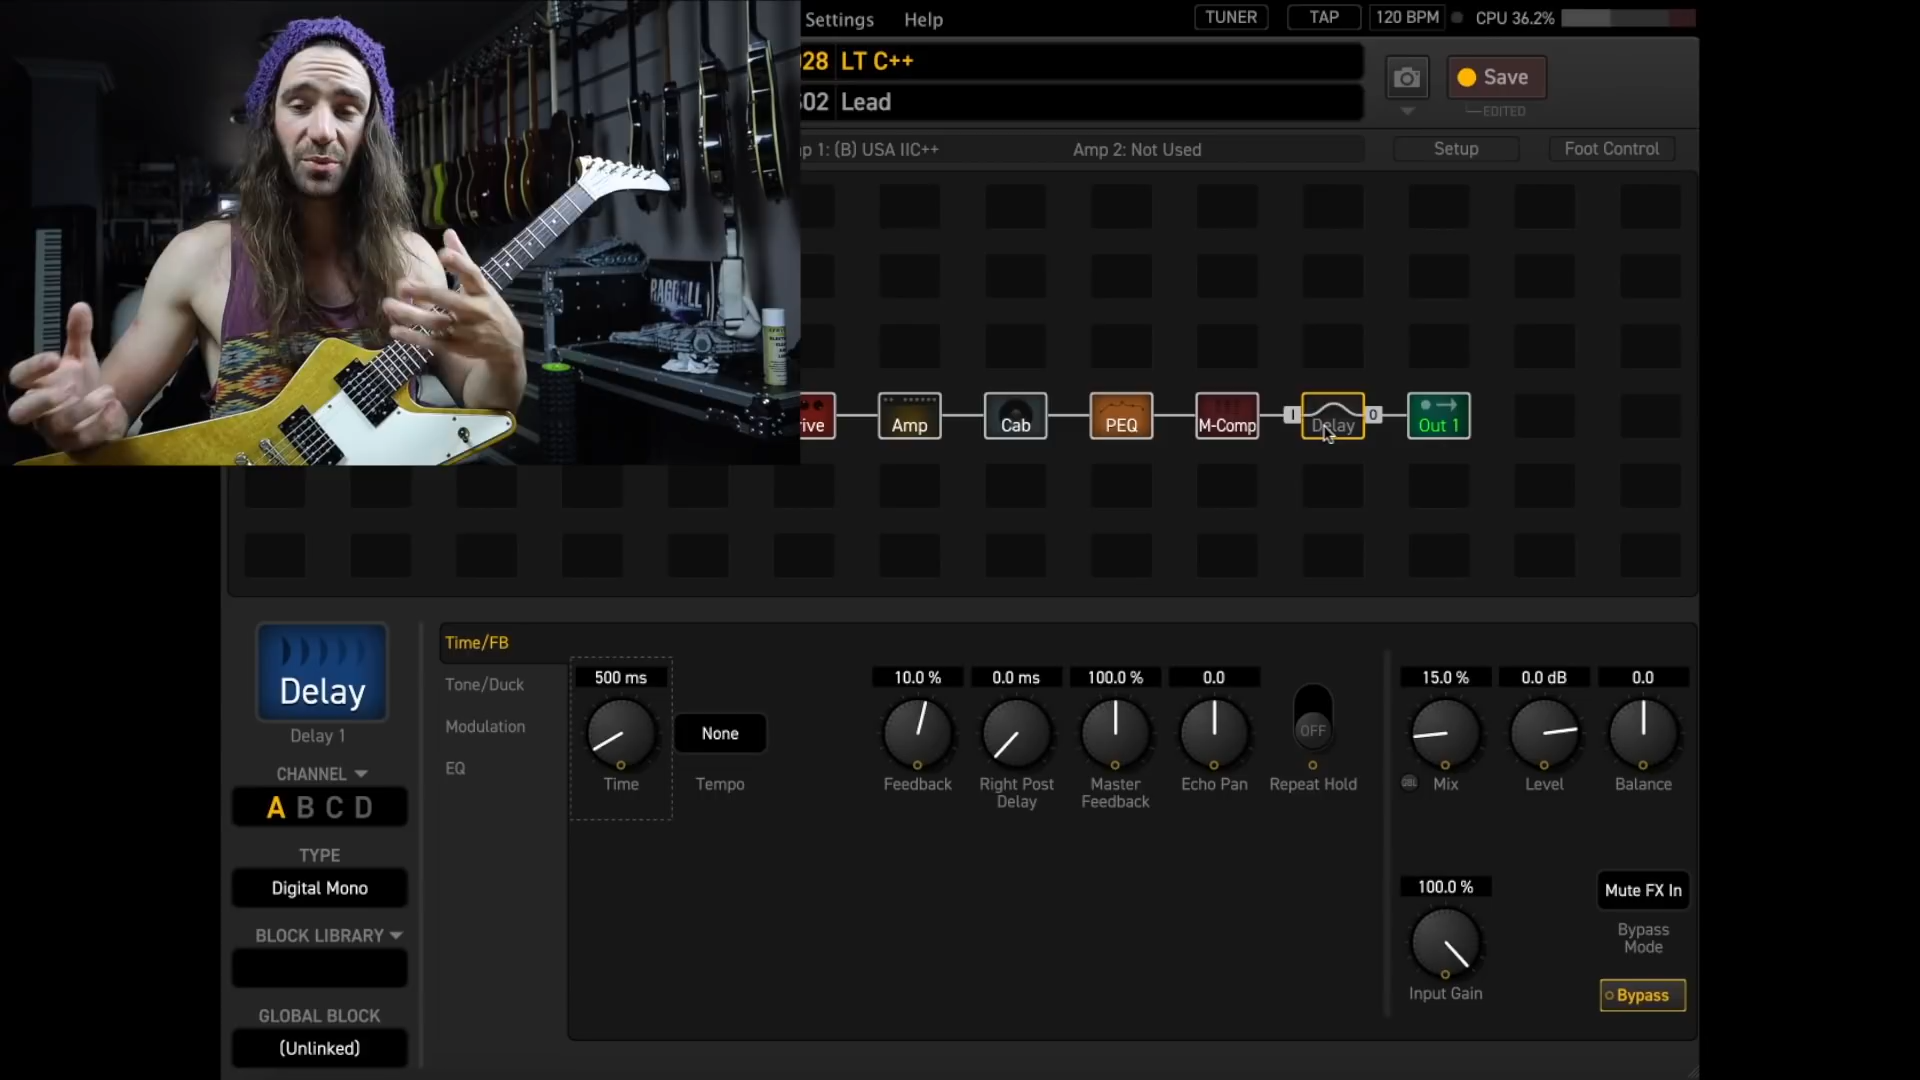 Settings Help TUNER TAP 120 BPM CPU 36.2%
28 LT C++
02 Lead
Save
EDITED
p 1: (B) USA IIC++ Amp 2: Not Used Setup Foot Control
RAGDOLL
ive Amp Cab PEQ M-Comp I Delay O Out 1
Delay
Delay 1
CHANNEL
A B C D
TYPE
Digital Mono
BLOCK LIBRARY
GLOBAL BLOCK
(Unlinked)
Time/FB
Tone/Duck
Modulation
EQ
500 ms 10.0 % 0.0 ms 100.0 % 0.0 15.0 % 0.0 dB 0.0
None OFF
Time Tempo Feedback Right Post Delay Master Feedback Echo Pan Repeat Hold Mix Level Balance
100.0 %
Input Gain
Mute FX In
Bypass
Mode
Bypass